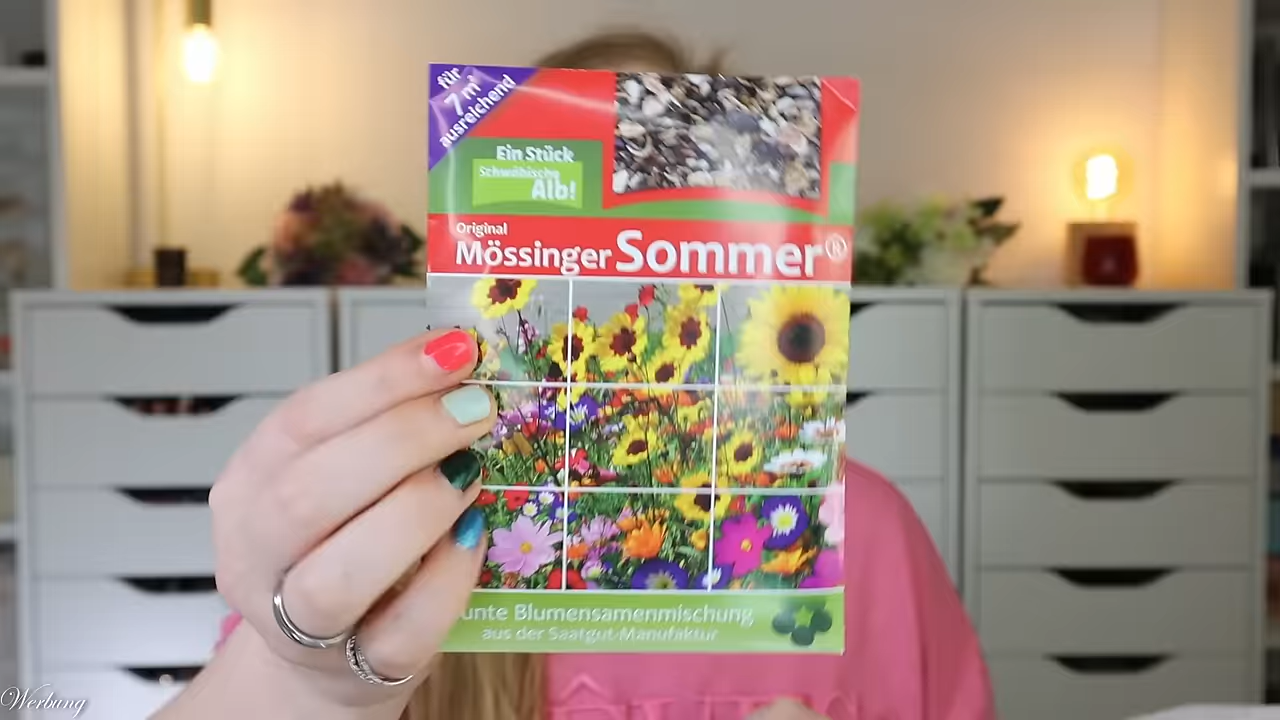 für
7 m²
ausreichend
Ein Stück
Schwäbische
Alb!
Original
Mössinger Sommer®
unte Blumensamenmischung
aus der Saatgut-Manufaktur
Werbung